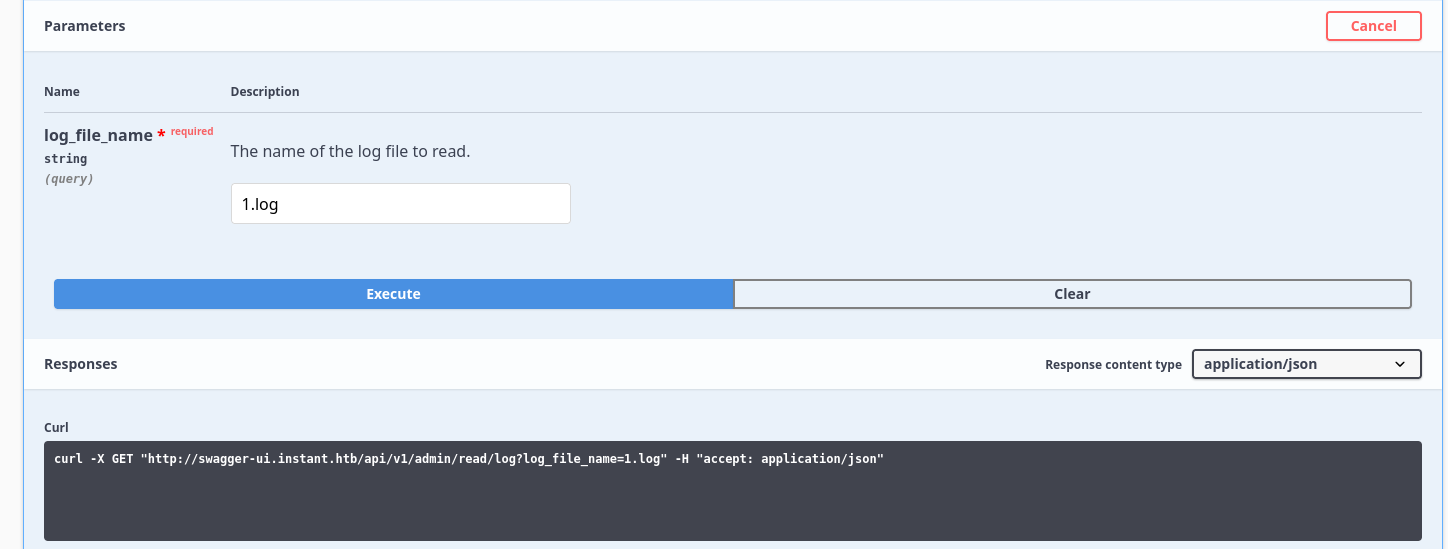 Parameters
Cancel
Name Description
log_file_name * required
string
(query)
The name of the log file to read.
1.log
Execute Clear
Responses
Response content type application/json
Curl
curl -X GET "http://swagger-ui.instant.htb/api/v1/admin/read/log?log_file_name=1.log" -H "accept: application/json"